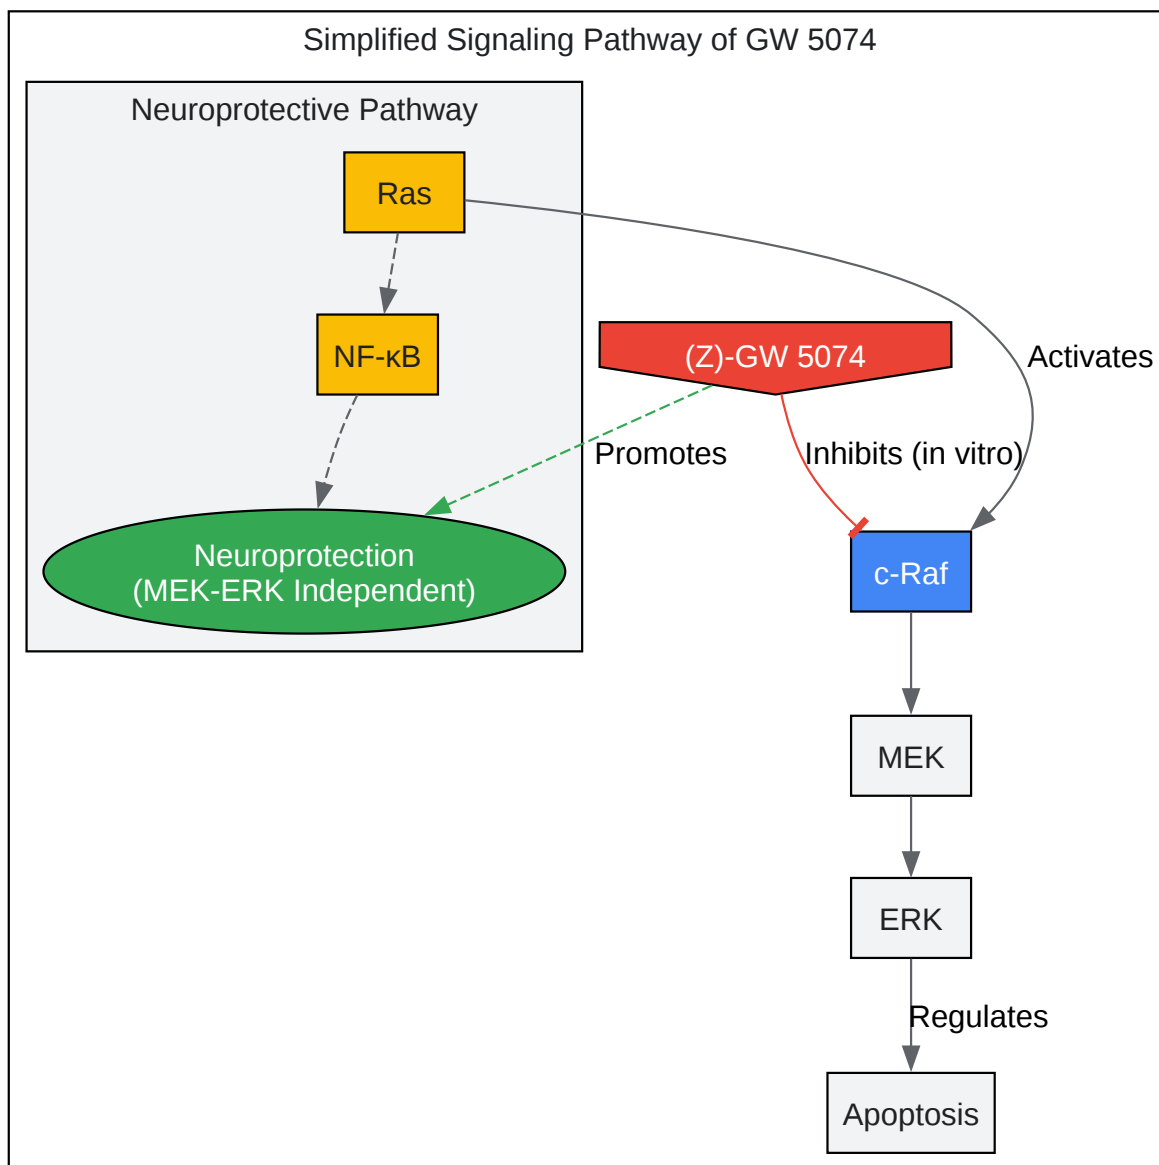 Simplified Signaling Pathway of GW 5074
Neuroprotective Pathway
Ras
NF-κB
(Z)-GW 5074
Activates
Promotes
Inhibits (in vitro)
Neuroprotection
(MEK-ERK Independent)
c-Raf
MEK
ERK
Regulates
Apoptosis